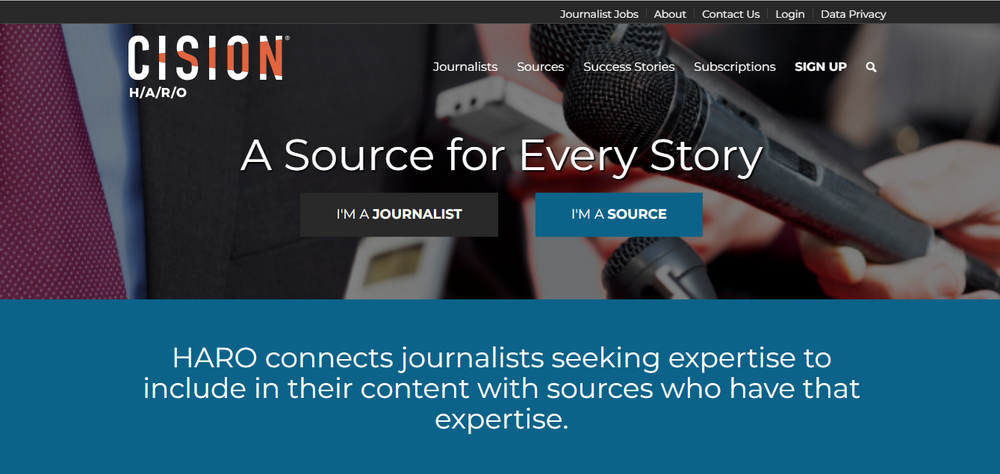 Journalist Jobs About Contact Us Login Data Privacy
CISION®
H/A/R/O
Journalists Sources Success Stories Subscriptions SIGN UP
A Source for Every Story
I'M A JOURNALIST I'M A SOURCE
HARO connects journalists seeking expertise to
include in their content with sources who have that
expertise.